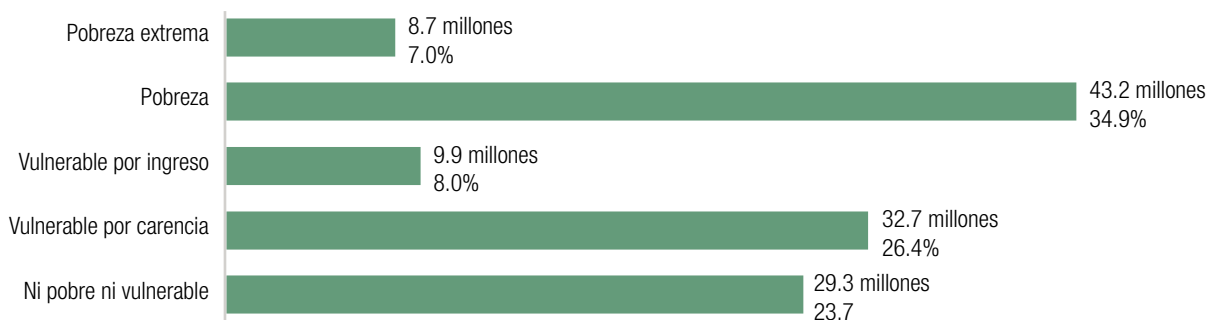 Pobreza extrema
8.7 millones
7.0%
Pobreza
43.2 millones
34.9%
Vulnerable por ingreso
9.9 millones
8.0%
Vulnerable por carencia
32.7 millones
26.4%
Ni pobre ni vulnerable
29.3 millones
23.7